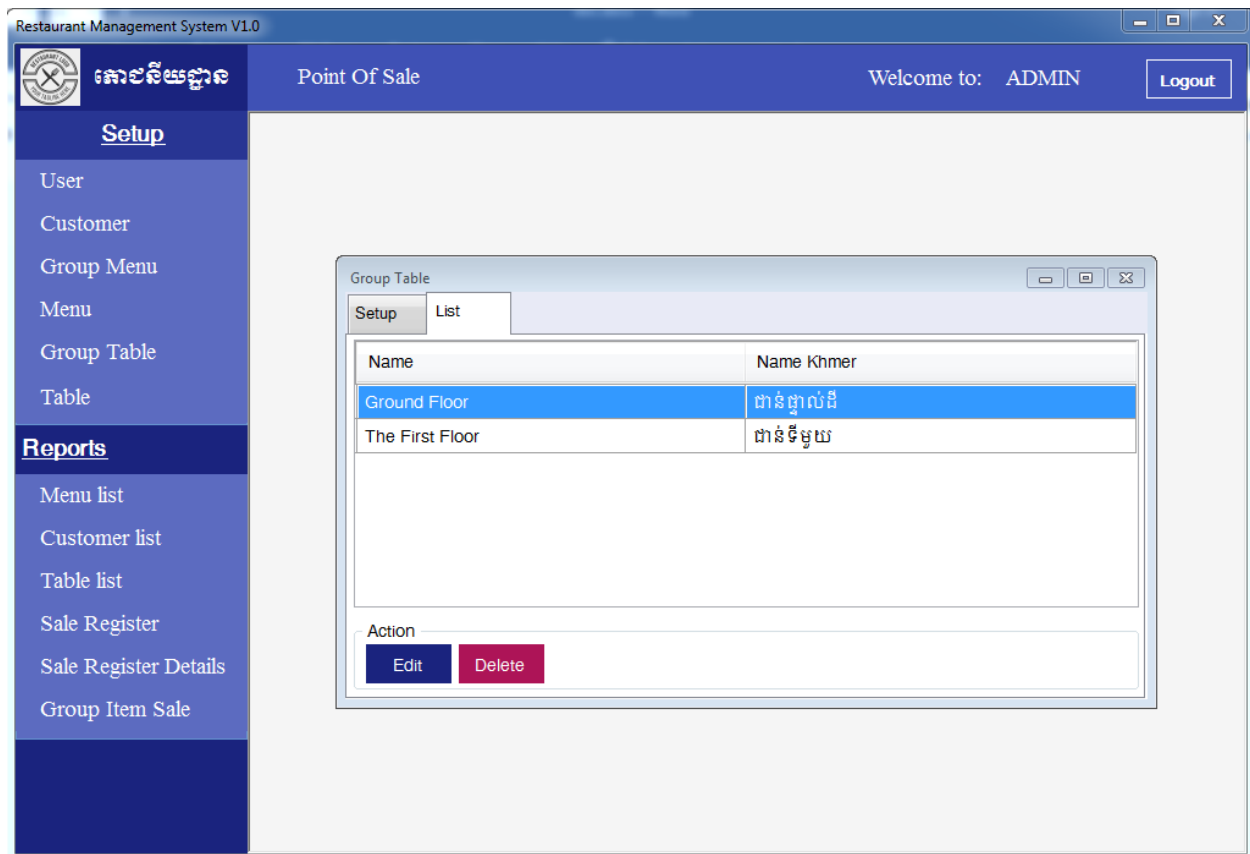 Restaurant Management System V1.0
ភោជនីយដ្ឋាន
Point Of Sale
Welcome to: ADMIN
Logout
Setup
User
Customer
Group Menu
Menu
Group Table
Table
Reports
Menu list
Customer list
Table list
Sale Register
Sale Register Details
Group Item Sale
Group Table
Setup List
Name Name Khmer
Ground Floor ជាន់ផ្ទាល់ដី
The First Floor ជាន់ទីមួយ
Action
Edit Delete